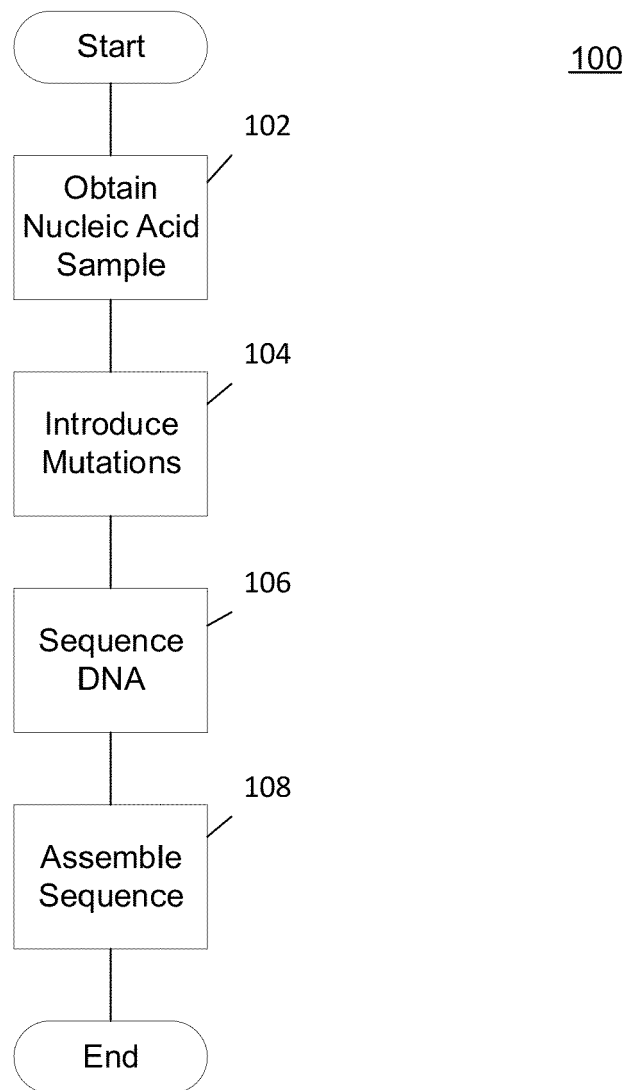 Start
100
102
Obtain
Nucleic Acid
Sample
104
Introduce
Mutations
106
Sequence
DNA
108
Assemble
Sequence
End